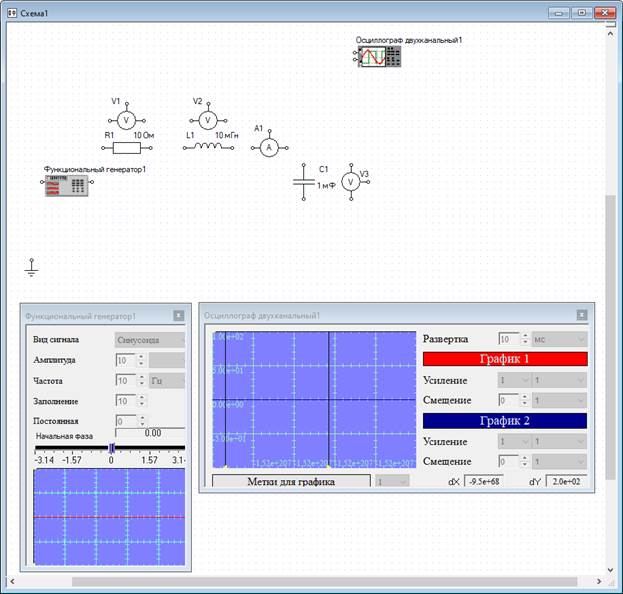 Схема1
Осциллограф двухканальный1
V1
V2
R1 10 Ом
L1 10 мГн
A1
V
V
A
Функциональный генератор1
C1
1 мФ
V
V3
Функциональный генератор1
Вид сигнала Синусоида
Амплитуда 10
Частота 10 Гц
Заполнение 10
Постоянная 0
Начальная фаза 0.00
-3.14 -1.57 0 1.57 3.1
Осциллограф двухканальный1
1.00e+02
5.00e+01
0.00e+00
-5.00e+01
-1.52e+207 -1.52e+207 -1.52e+207 -1.52e+207
Развертка 10 мс
График 1
Усиление 1 1
Смещение 0 1
График 2
Усиление 1 1
Смещение 0 1
Метки для графика 1 dX -9.5e+68 dY 2.0e+02